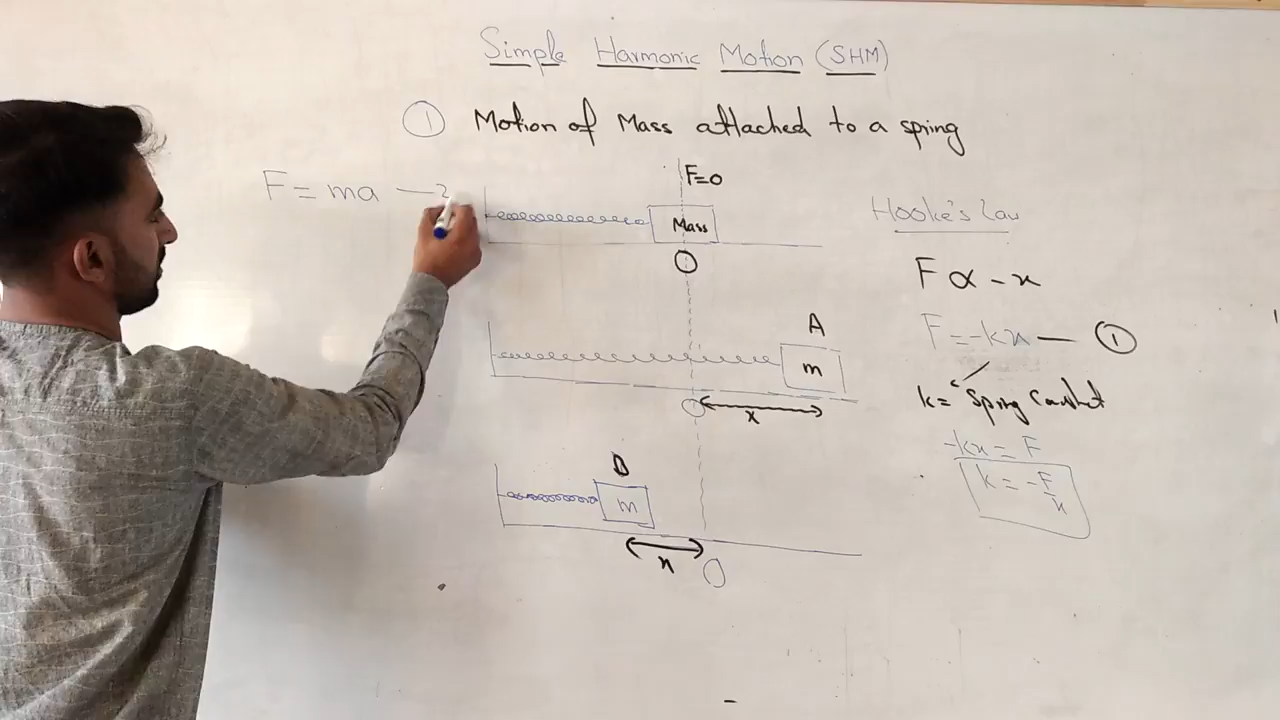 Simple Harmonic Motion (SHM)
① Motion of Mass attached to a spring
F = ma — 2
F=0
Mass
O
A
m
O
x
m
x
O
Hooke's Law
F ∝ - x
F = -kx — ①
k = Spring Constant
-kx = F
k = -F/x